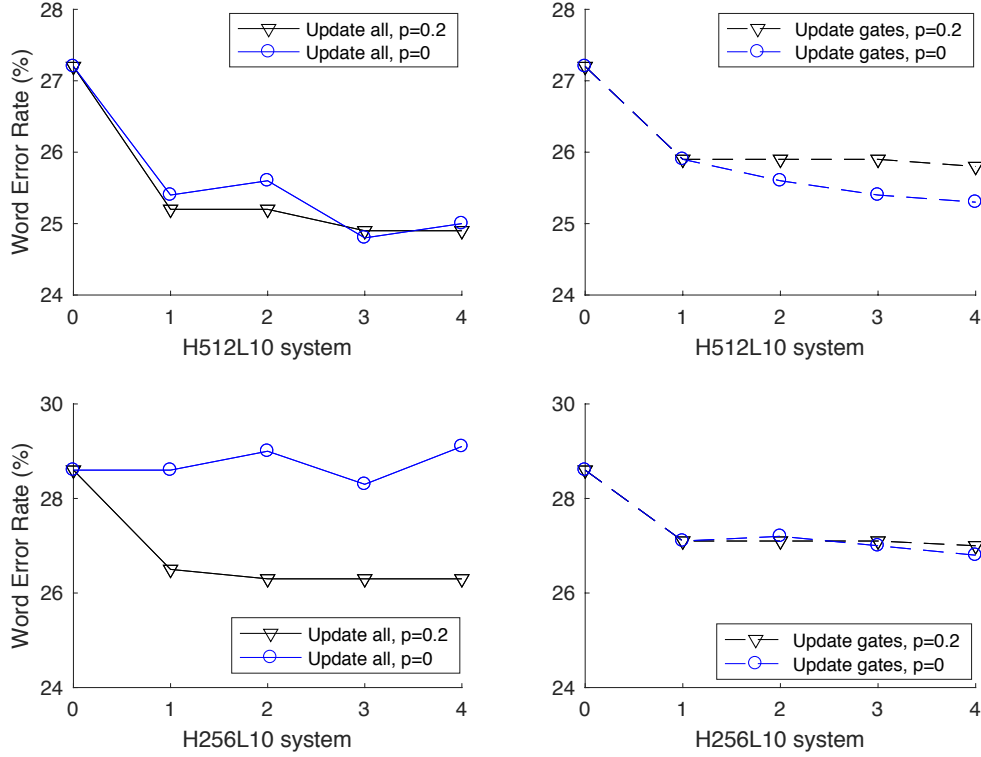 Update all, p=0.2
Update all, p=0
28
27
26
25
24
Word Error Rate (%)
0 1 2 3 4
H512L10 system
Update gates, p=0.2
Update gates, p=0
28
27
26
25
24
0 1 2 3 4
H512L10 system
30
28
26
24
Word Error Rate (%)
Update all, p=0.2
Update all, p=0
0 1 2 3 4
H256L10 system
30
28
26
24
Update gates, p=0.2
Update gates, p=0
0 1 2 3 4
H256L10 system